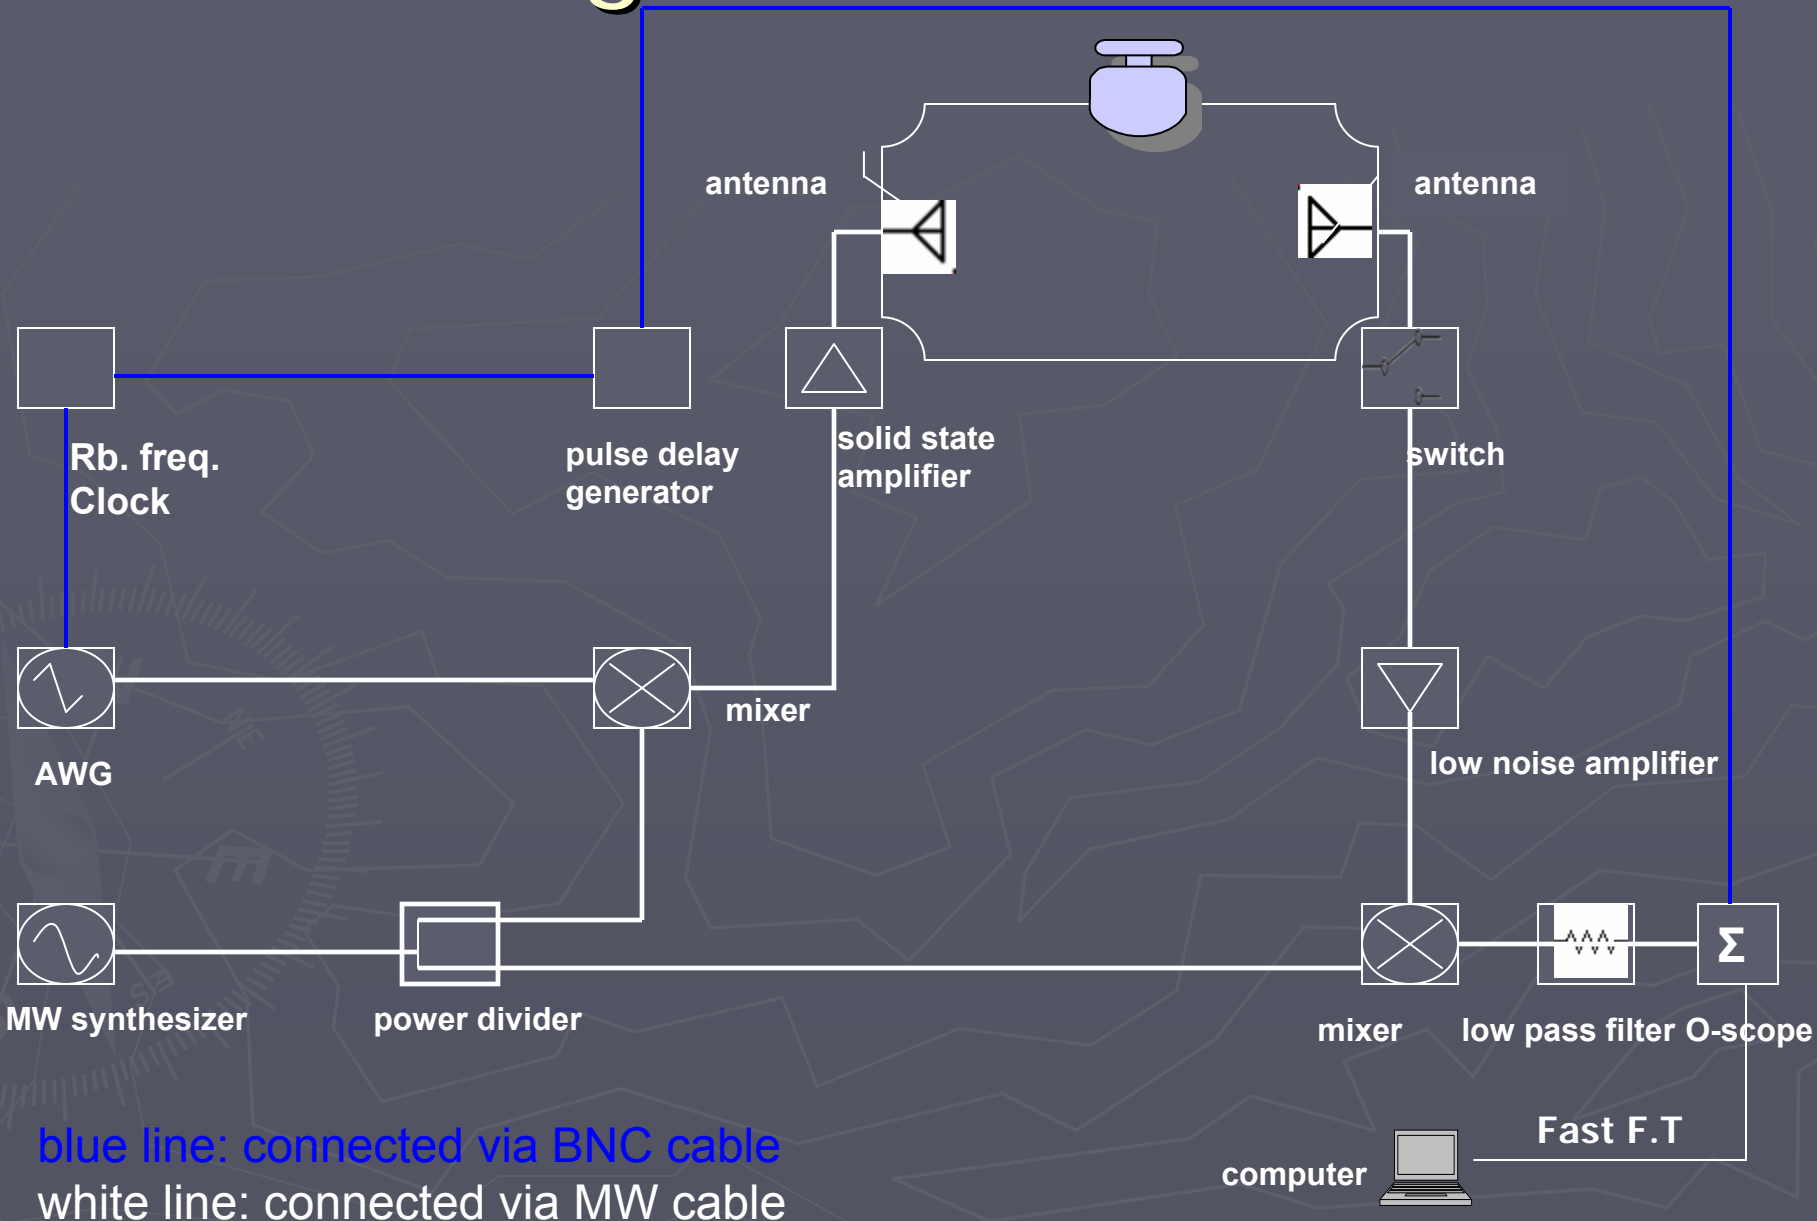 antenna
antenna
Rb. freq.
Clock
pulse delay
generator
solid state
amplifier
switch
mixer
AWG
low noise amplifier
MW synthesizer
power divider
mixer
low pass filter
Σ
O-scope
Fast F.T
computer
blue line: connected via BNC cable
white line: connected via MW cable